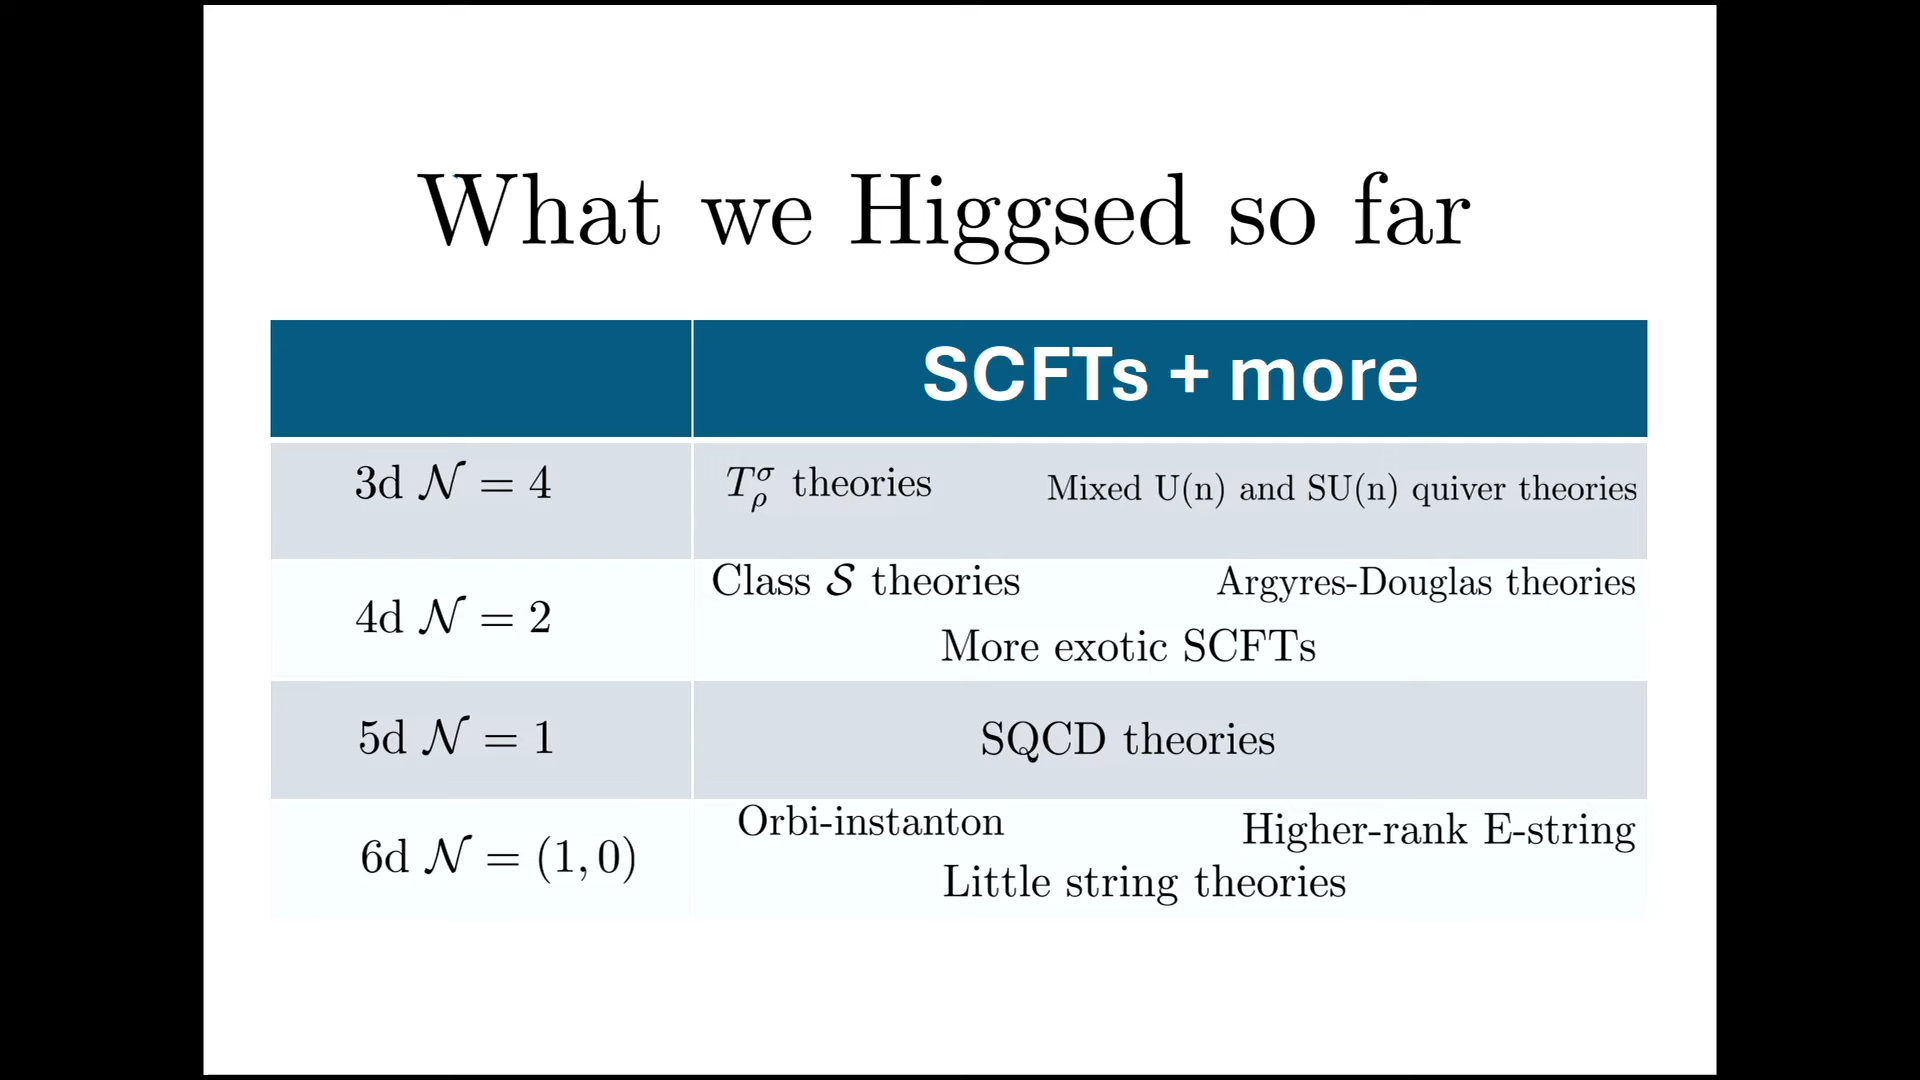 What we Higgsed so far
SCFTs + more
3d 𝒩 = 4
T_ρ^σ theories
Mixed U(n) and SU(n) quiver theories
4d 𝒩 = 2
Class 𝒮 theories
Argyres-Douglas theories
More exotic SCFTs
5d 𝒩 = 1
SQCD theories
6d 𝒩 = (1, 0)
Orbi-instanton
Higher-rank E-string
Little string theories